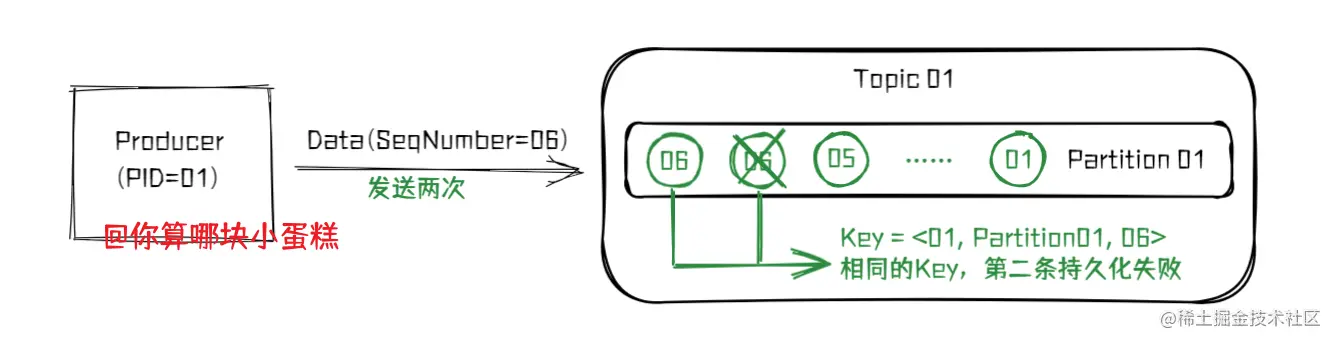 Topic 01
Producer
(PID=01)
@你算哪块小蛋糕
Data(SeqNumber=06)
发送两次
06
06
05
......
01
Partition 01
Key = <01, Partition01, 06>
相同的Key，第二条持久化失败
@稀土掘金技术社区